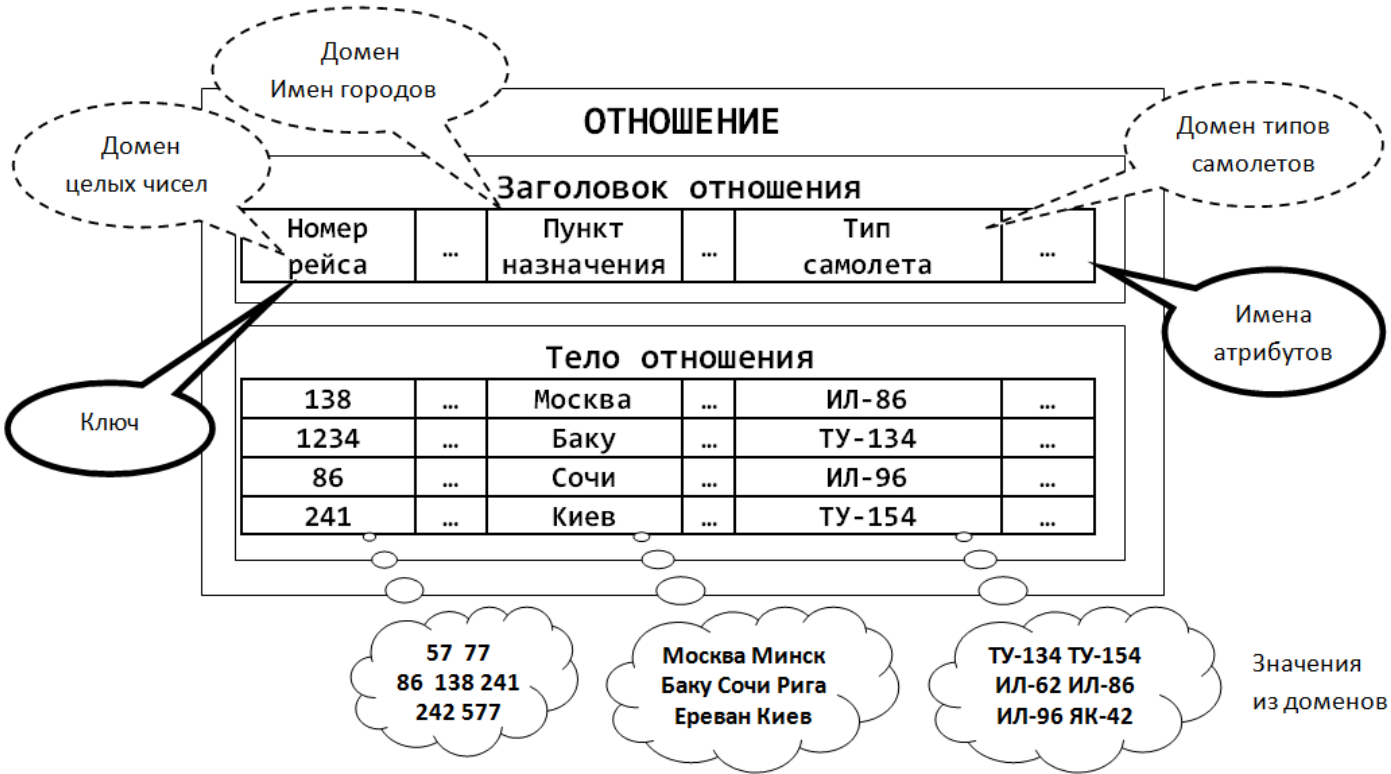 Домен
Имен городов
ОТНОШЕНИЕ
Домен типов
самолетов
Домен
целых чисел
Заголовок отношения
Номер рейса … Пункт назначения … Тип самолета …
Имена
атрибутов
Ключ
Тело отношения
138 … Москва … ИЛ-86 …
1234 … Баку … ТУ-134 …
86 … Сочи … ИЛ-96 …
241 … Киев … ТУ-154 …
57 77
86 138 241
242 577
Москва Минск
Баку Сочи Рига
Ереван Киев
ТУ-134 ТУ-154
ИЛ-62 ИЛ-86
ИЛ-96 ЯК-42
Значения
из доменов